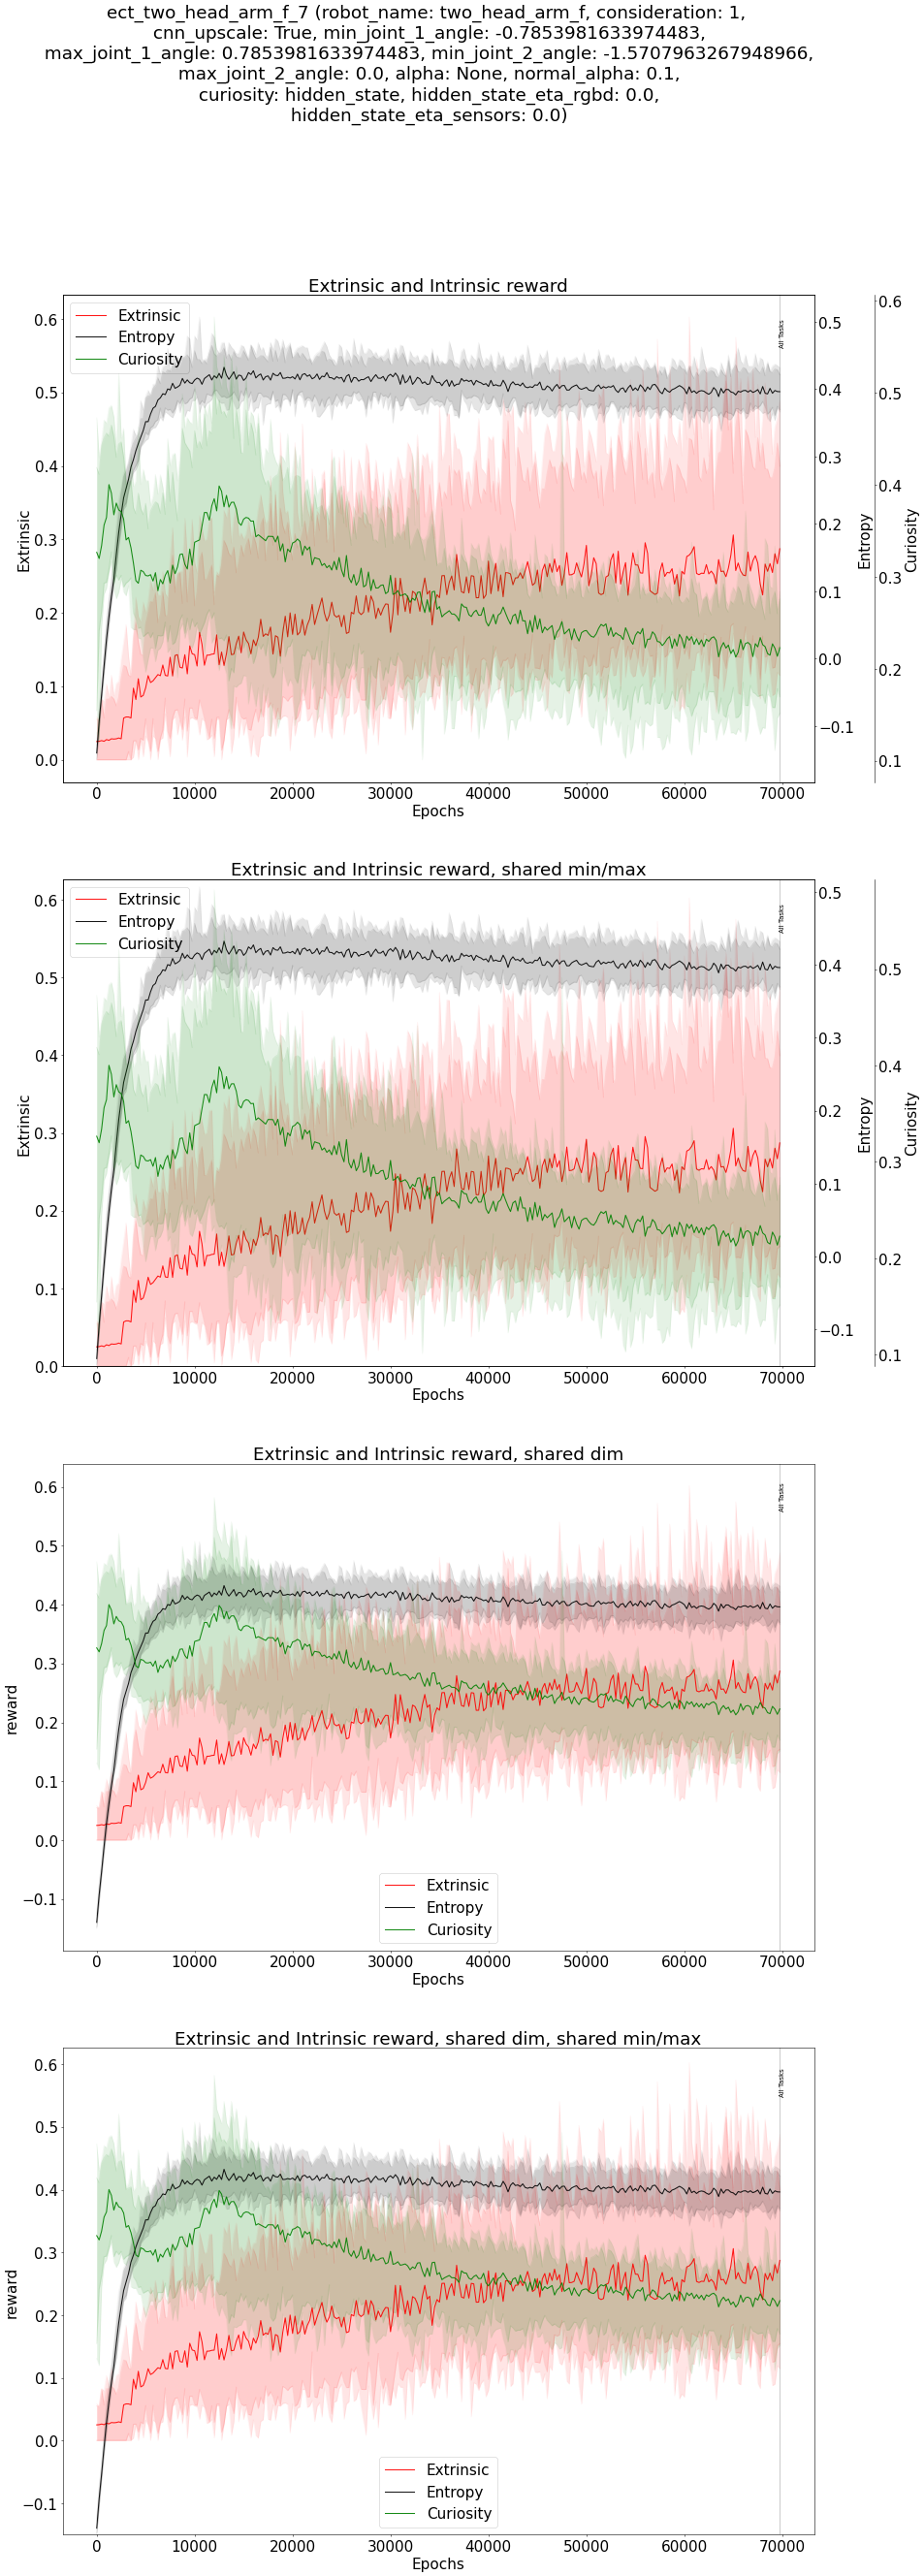 ect_two_head_arm_f_7 (robot_name: two_head_arm_f, consideration: 1,
cnn_upscale: True, min_joint_1_angle: -0.7853981633974483,
max_joint_1_angle: 0.7853981633974483, min_joint_2_angle: -1.5707963267948966,
max_joint_2_angle: 0.0, alpha: None, normal_alpha: 0.1,
curiosity: hidden_state, hidden_state_eta_rgbd: 0.0,
hidden_state_eta_sensors: 0.0)
Extrinsic and Intrinsic reward
Extrinsic
Entropy
Curiosity
All Tasks
0.6
0.5
0.4
0.3
0.2
0.1
0.0
Extrinsic
0.5
0.4
0.3
0.2
0.1
0.0
−0.1
Entropy
0.6
0.5
0.4
0.3
0.2
0.1
Curiosity
0 10000 20000 30000 40000 50000 60000 70000
Epochs
Extrinsic and Intrinsic reward, shared min/max
Extrinsic
Entropy
Curiosity
All Tasks
0.6
0.5
0.4
0.3
0.2
0.1
0.0
Extrinsic
0.5
0.4
0.3
0.2
0.1
0.0
−0.1
Entropy
0.5
0.4
0.3
0.2
0.1
Curiosity
0 10000 20000 30000 40000 50000 60000 70000
Epochs
Extrinsic and Intrinsic reward, shared dim
All Tasks
0.6
0.5
0.4
0.3
0.2
0.1
0.0
−0.1
reward
Extrinsic
Entropy
Curiosity
0 10000 20000 30000 40000 50000 60000 70000
Epochs
Extrinsic and Intrinsic reward, shared dim, shared min/max
All Tasks
0.6
0.5
0.4
0.3
0.2
0.1
0.0
−0.1
reward
Extrinsic
Entropy
Curiosity
0 10000 20000 30000 40000 50000 60000 70000
Epochs